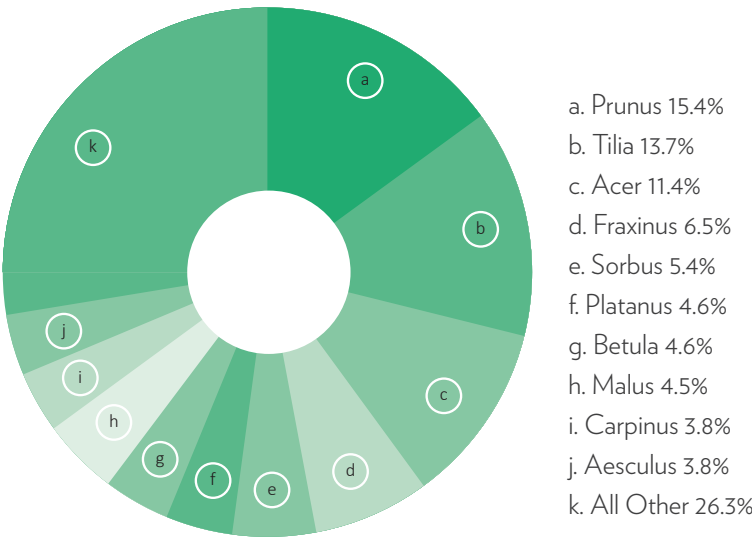 a
k
b
j
c
i
h
d
g
f
e
a. Prunus 15.4%
b. Tilia 13.7%
c. Acer 11.4%
d. Fraxinus 6.5%
e. Sorbus 5.4%
f. Platanus 4.6%
g. Betula 4.6%
h. Malus 4.5%
i. Carpinus 3.8%
j. Aesculus 3.8%
k. All Other 26.3%